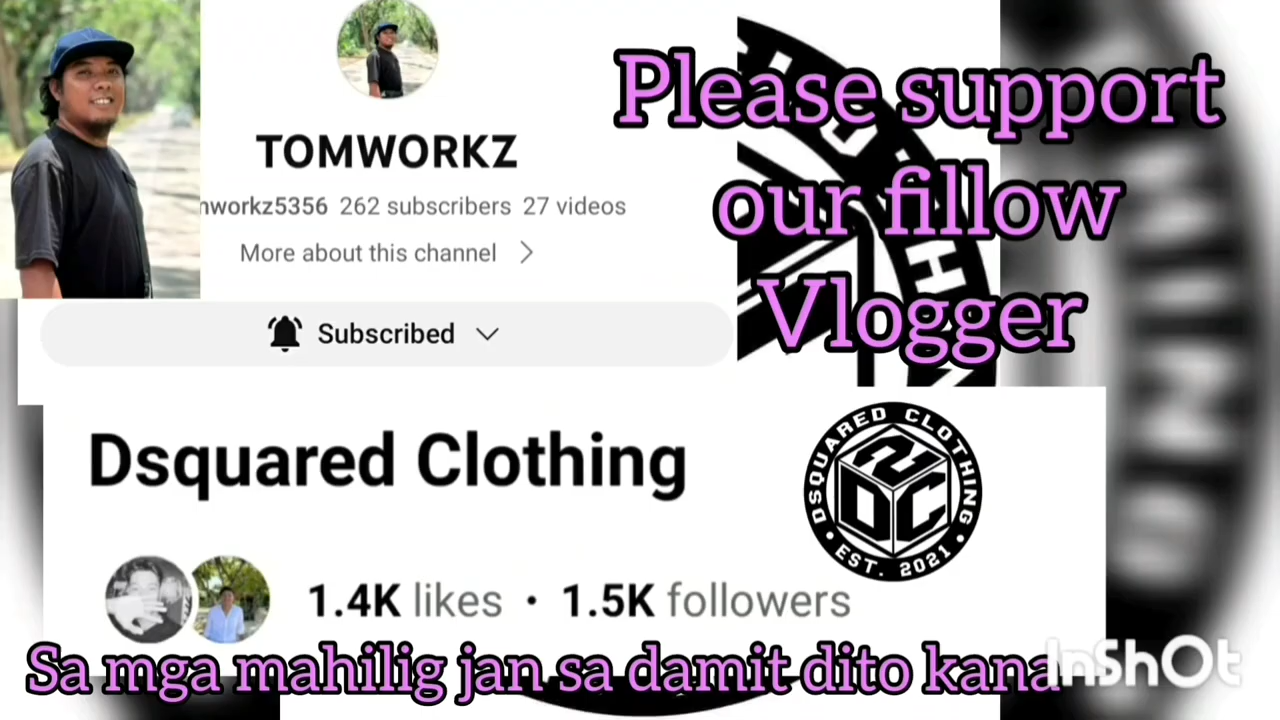 TOMWORKZ
nworkz5356 262 subscribers 27 videos
More about this channel
Subscribed
Please support
our fillow
Vlogger
Dsquared Clothing
DSQUARED CLOTHING
2
DC
EST. 2021
1.4K likes • 1.5K followers
Sa mga mahilig jan sa damit dito kana
InShOt